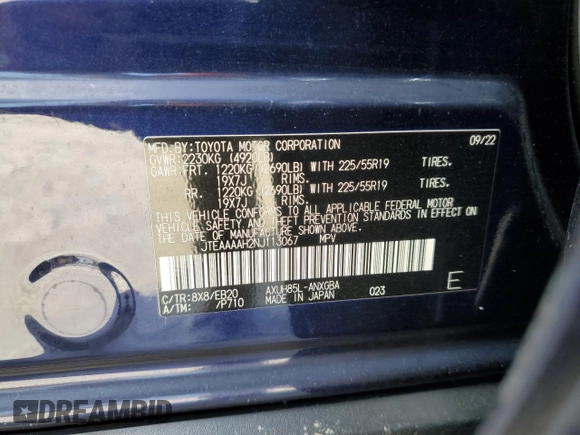 MFD.BY:TOYOTA MOTOR CORPORATION 09/22
GVWR:2230KG (4920LB)
GAWR:FRT. 1220KG (2690LB) WITH 225/55R19 TIRES.
19X7J RIMS.
RR. 1220KG (2690LB) WITH 225/55R19 TIRES.
19X7J RIMS.
THIS VEHICLE CONFORMS TO ALL APPLICABLE FEDERAL MOTOR
VEHICLE SAFETY AND THEFT PREVENTION STANDARDS IN EFFECT ON
THE DATE OF MANUFACTURE SHOWN ABOVE.
JTEAAAAH2NJ113067 MPV
C/TR:8X8/EB20 AXUH85L-ANXGBA
A/TM: /P710 MADE IN JAPAN 023 E
DREAMBID